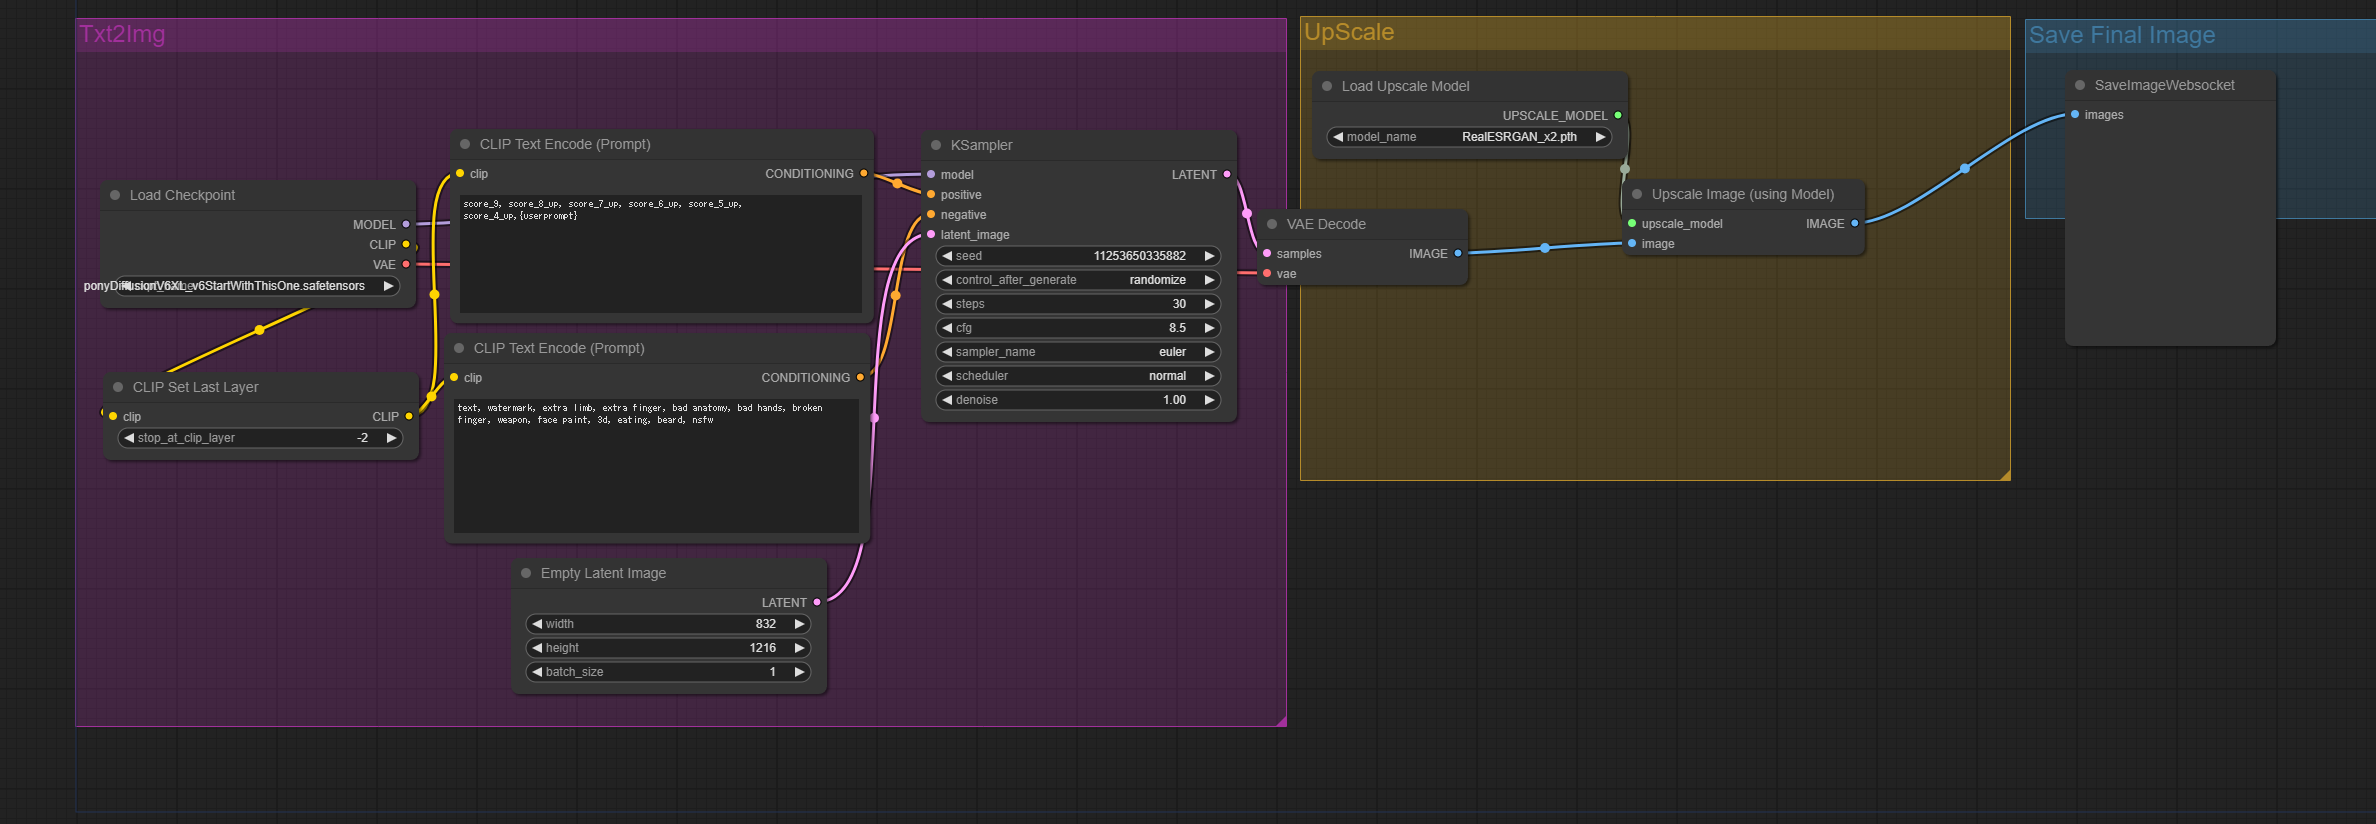 Txt2Img
Load Checkpoint
MODEL
CLIP
VAE
ponyDiffusionV6XL_v6StartWithThisOne.safetensors
CLIP Set Last Layer
clip CLIP
stop_at_clip_layer -2
CLIP Text Encode (Prompt)
clip CONDITIONING
score_9, score_8_up, score_7_up, score_6_up, score_5_up,
score_4_up,{userprompt}
CLIP Text Encode (Prompt)
clip CONDITIONING
text, watermark, extra limb, extra finger, bad anatomy, bad hands, broken
finger, weapon, face paint, 3d, eating, beard, nsfw
Empty Latent Image
LATENT
width 832
height 1216
batch_size 1
KSampler
model LATENT
positive
negative
latent_image
seed 11253650335882
control_after_generate randomize
steps 30
cfg 8.5
sampler_name euler
scheduler normal
denoise 1.00
VAE Decode
samples IMAGE
vae
UpScale
Load Upscale Model
UPSCALE_MODEL
model_name RealESRGAN_x2.pth
Upscale Image (using Model)
upscale_model IMAGE
image
Save Final Image
SaveImageWebsocket
images